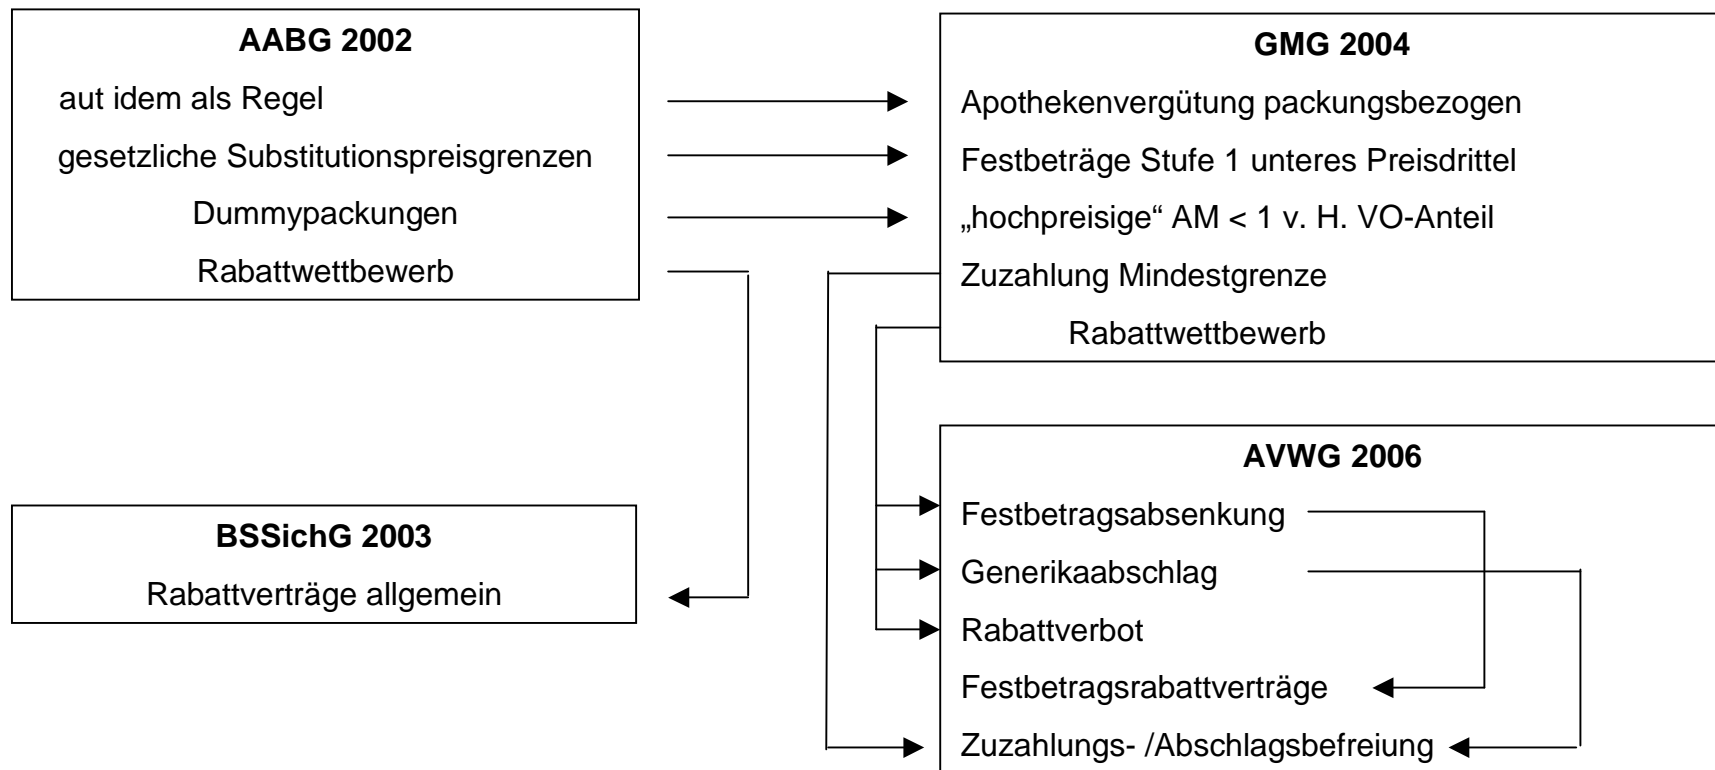 AABG 2002
aut idem als Regel
gesetzliche Substitutionspreisgrenzen
Dummypackungen
Rabattwettbewerb
GMG 2004
Apothekenvergütung packungsbezogen
Festbeträge Stufe 1 unteres Preisdrittel
„hochpreisige“ AM < 1 v. H. VO-Anteil
Zuzahlung Mindestgrenze
Rabattwettbewerb
BSSichG 2003
Rabattverträge allgemein
AVWG 2006
Festbetragsabsenkung
Generikaabschlag
Rabattverbot
Festbetragsrabattverträge
Zuzahlungs- /Abschlagsbefreiung